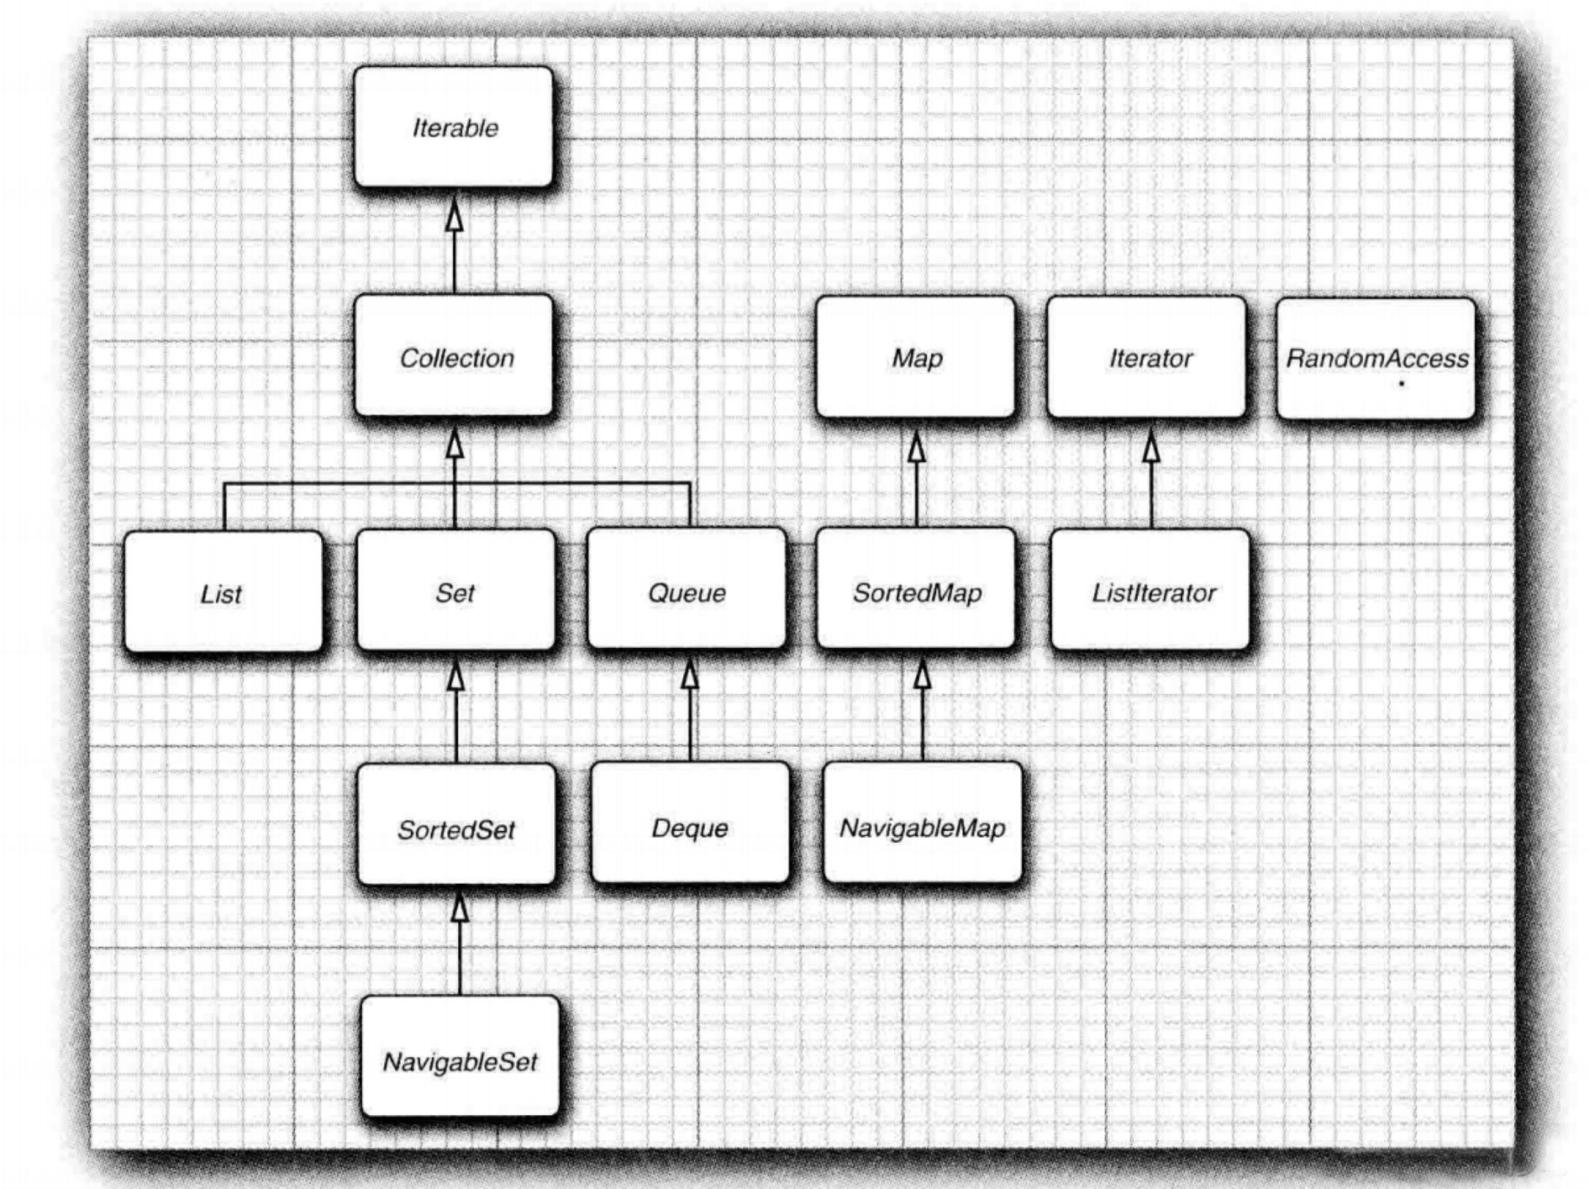 Iterable
Collection
Map
Iterator
RandomAccess
List
Set
Queue
SortedMap
ListIterator
SortedSet
Deque
NavigableMap
NavigableSet